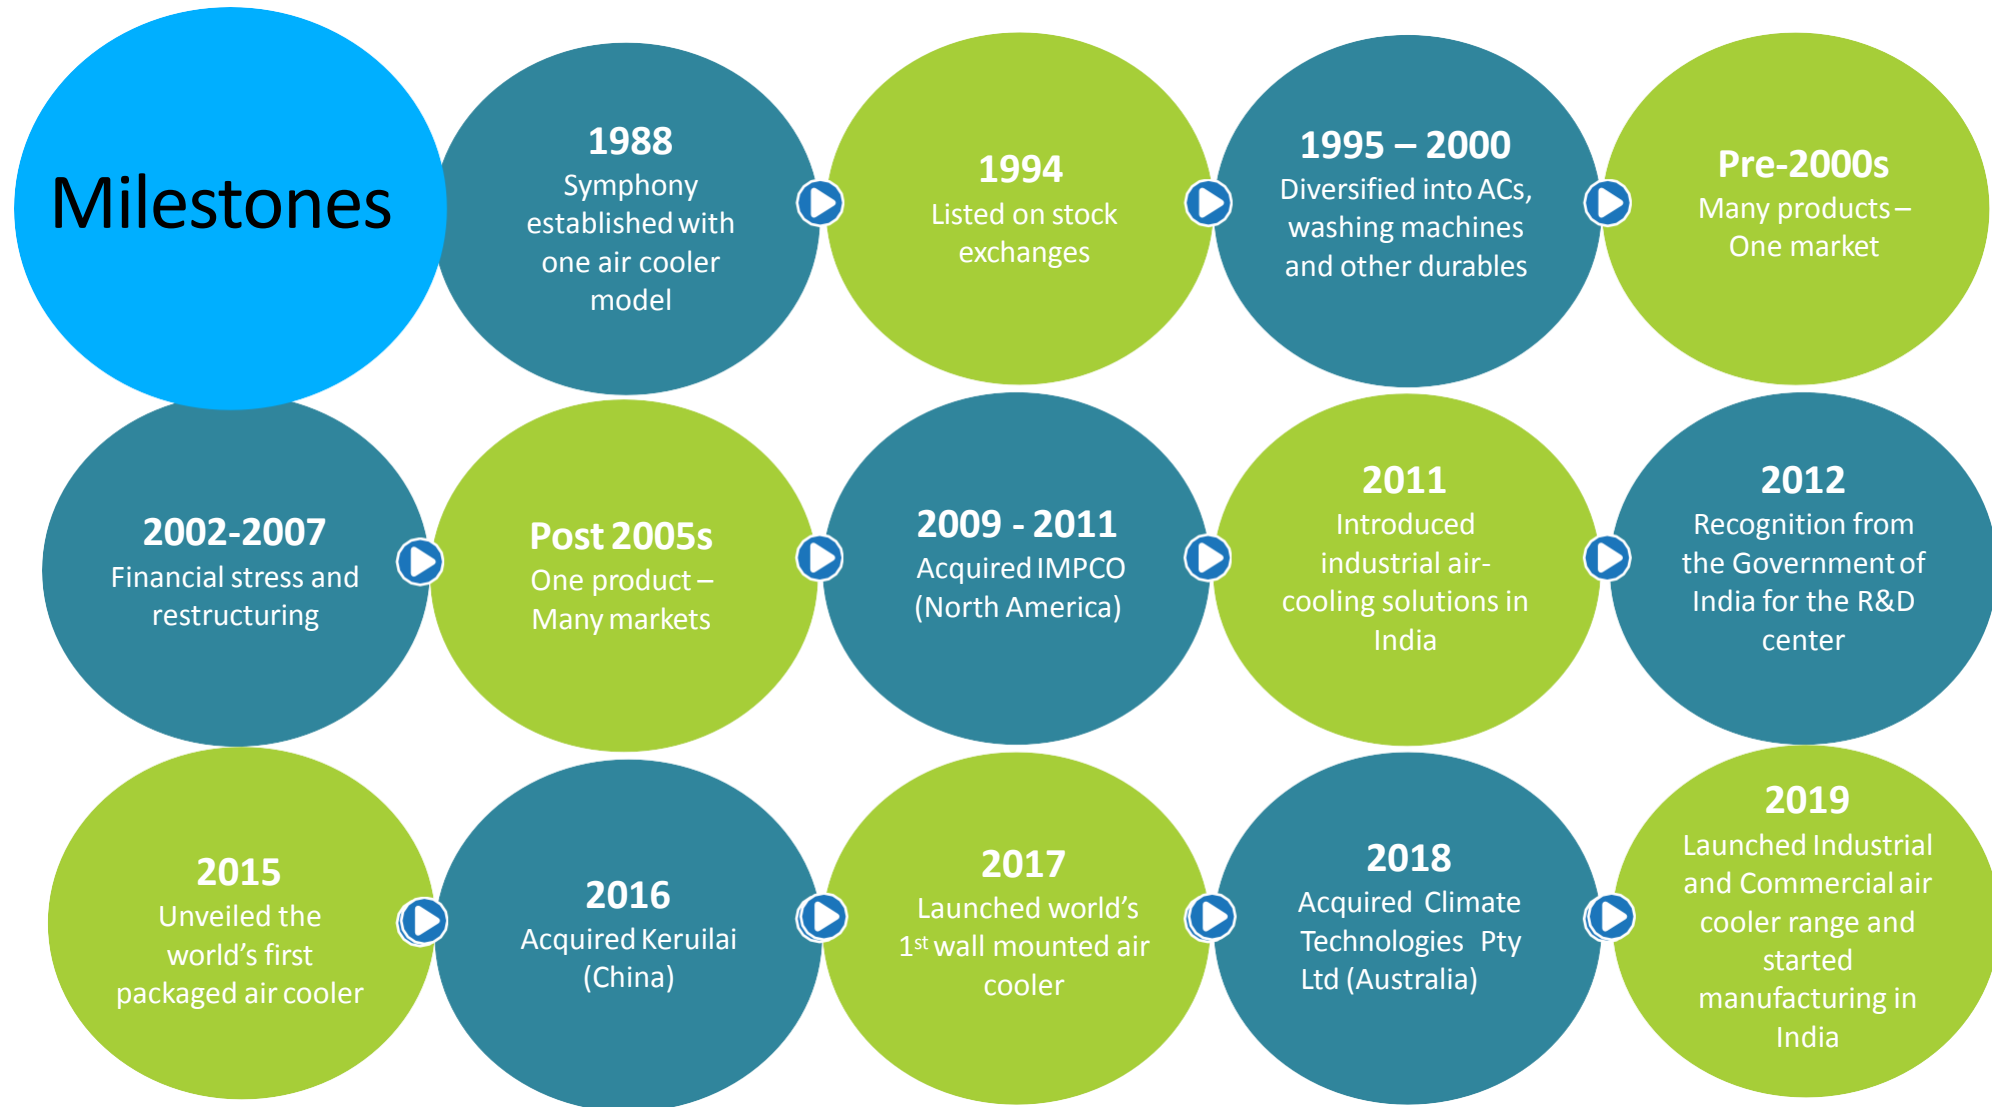 Milestones
1988
Symphony
established with
one air cooler
model
1994
Listed on stock
exchanges
1995 – 2000
Diversified into ACs,
washing machines
and other durables
Pre-2000s
Many products –
One market
2002-2007
Financial stress and
restructuring
Post 2005s
One product –
Many markets
2009 - 2011
Acquired IMPCO
(North America)
2011
Introduced
industrial air-
cooling solutions in
India
2012
Recognition from
the Government of
India for the R&D
center
2015
Unveiled the
world’s first
packaged air cooler
2016
Acquired Keruilai
(China)
2017
Launched world’s
1st wall mounted air
cooler
2018
Acquired Climate
Technologies Pty
Ltd (Australia)
2019
Launched Industrial
and Commercial air
cooler range and
started
manufacturing in
India